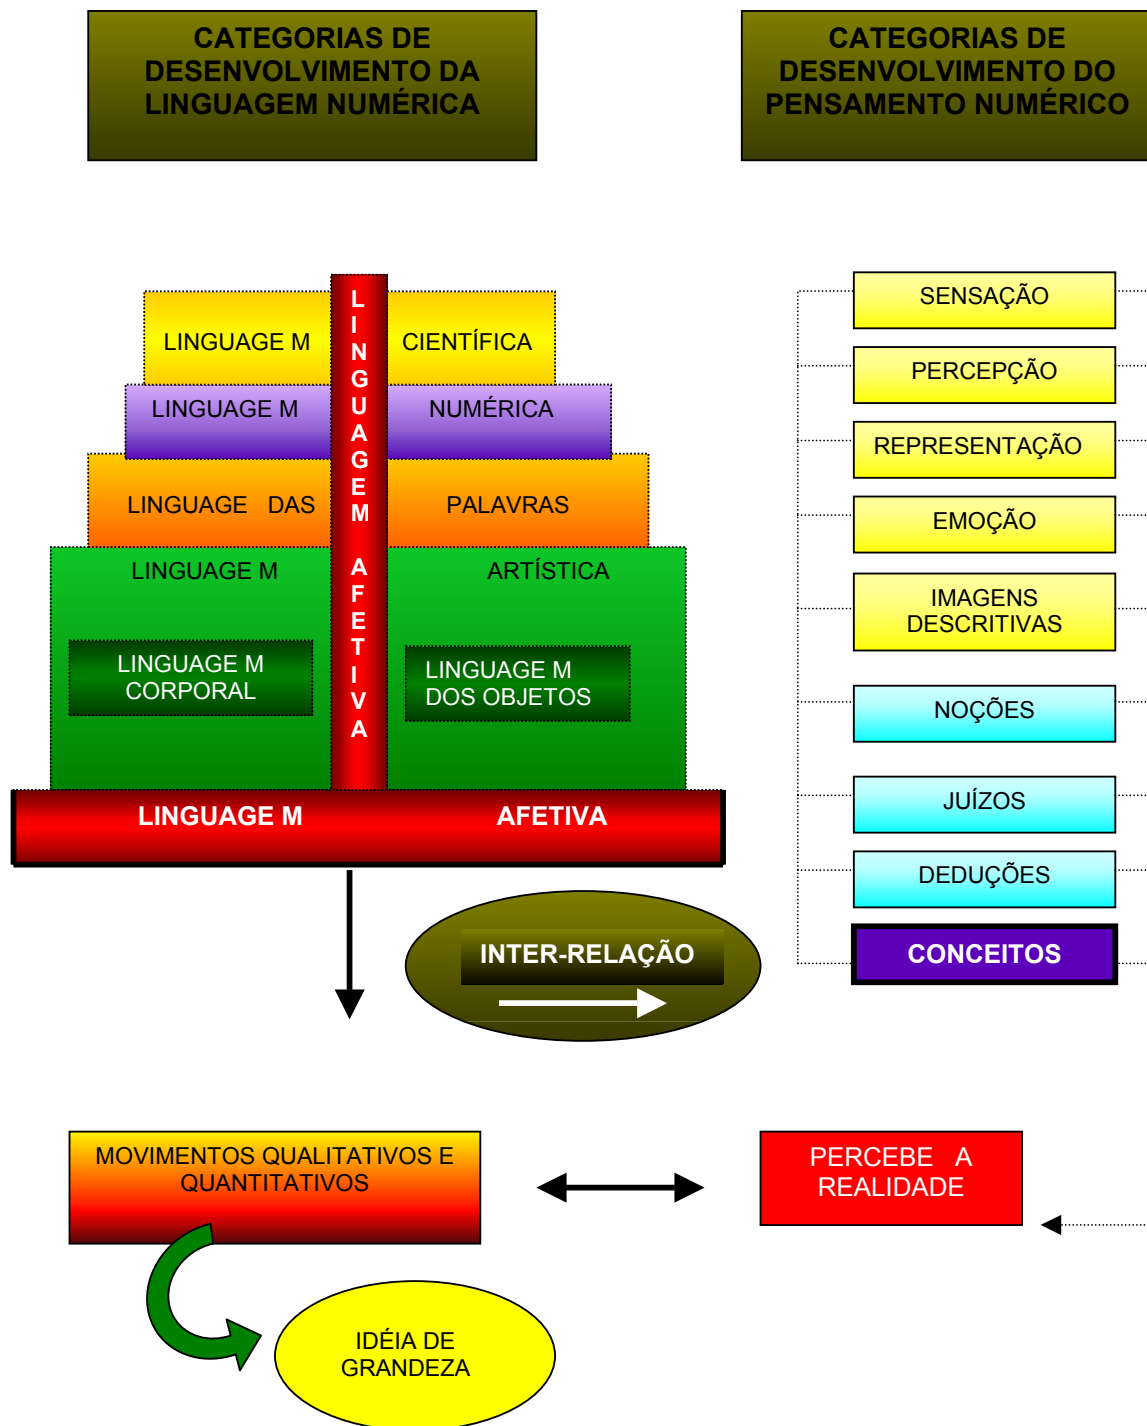 CATEGORIAS DE
DESENVOLVIMENTO DA
LINGUAGEM NUMÉRICA
CATEGORIAS DE
DESENVOLVIMENTO DO
PENSAMENTO NUMÉRICO
LINGUAGE M CIENTÍFICA
LINGUAGE M NUMÉRICA
LINGUAGE DAS PALAVRAS
LINGUAGE M ARTÍSTICA
LINGUAGE M
CORPORAL
LINGUAGE M
DOS OBJETOS
L
I
N
G
U
A
G
E
M
A
F
E
T
I
V
A
LINGUAGE M AFETIVA
SENSAÇÃO
PERCEPÇÃO
REPRESENTAÇÃO
EMOÇÃO
IMAGENS
DESCRITIVAS
NOÇÕES
JUÍZOS
DEDUÇÕES
CONCEITOS
INTER-RELAÇÃO
MOVIMENTOS QUALITATIVOS E
QUANTITATIVOS
PERCEBE A
REALIDADE
IDÉIA DE
GRANDEZA